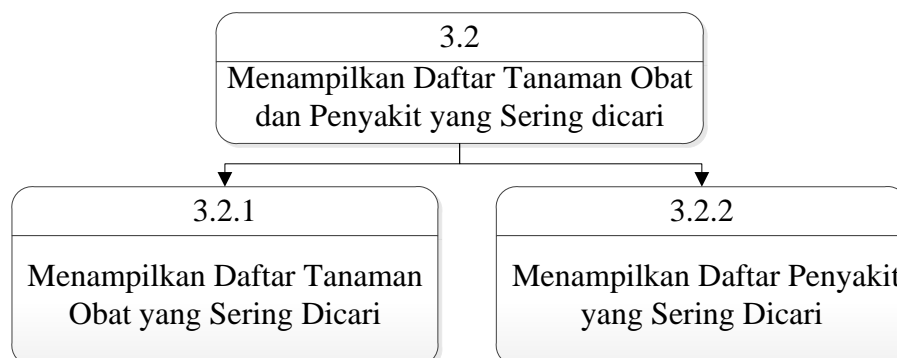 3.2
Menampilkan Daftar Tanaman Obat
dan Penyakit yang Sering dicari
3.2.1
Menampilkan Daftar Tanaman
Obat yang Sering Dicari
3.2.2
Menampilkan Daftar Penyakit
yang Sering Dicari